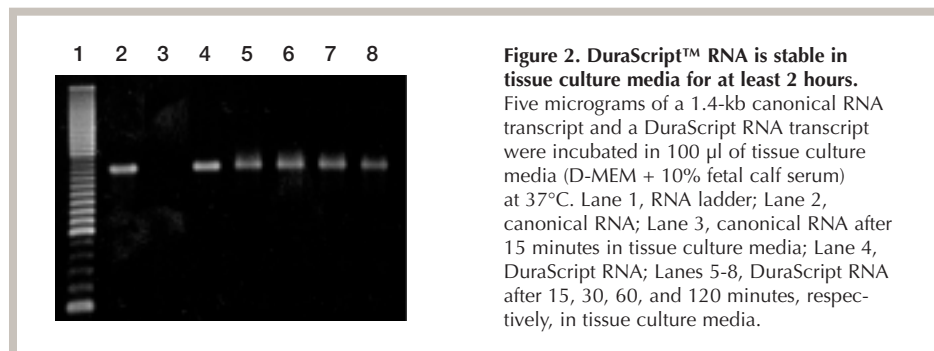 1 2 3 4 5 6 7 8
Figure 2. DuraScript™ RNA is stable in
tissue culture media for at least 2 hours.
Five micrograms of a 1.4-kb canonical RNA
transcript and a DuraScript RNA transcript
were incubated in 100 µl of tissue culture
media (D-MEM + 10% fetal calf serum)
at 37°C. Lane 1, RNA ladder; Lane 2,
canonical RNA; Lane 3, canonical RNA after
15 minutes in tissue culture media; Lane 4,
DuraScript RNA; Lanes 5-8, DuraScript RNA
after 15, 30, 60, and 120 minutes, respec-
tively, in tissue culture media.